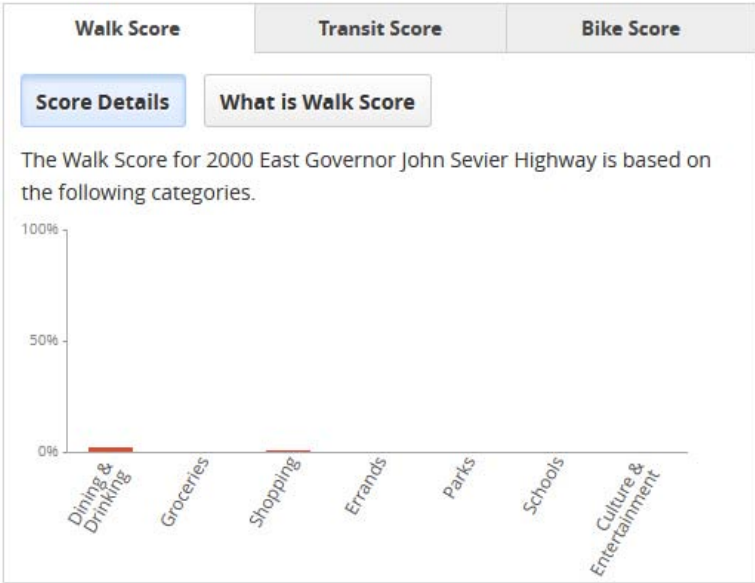 Walk Score
Transit Score
Bike Score
Score Details
What is Walk Score
The Walk Score for 2000 East Governor John Sevier Highway is based on
the following categories.
100%
50%
0%
Dining &
Drinking
Groceries
Shopping
Errands
Parks
Schools
Culture &
Entertainment